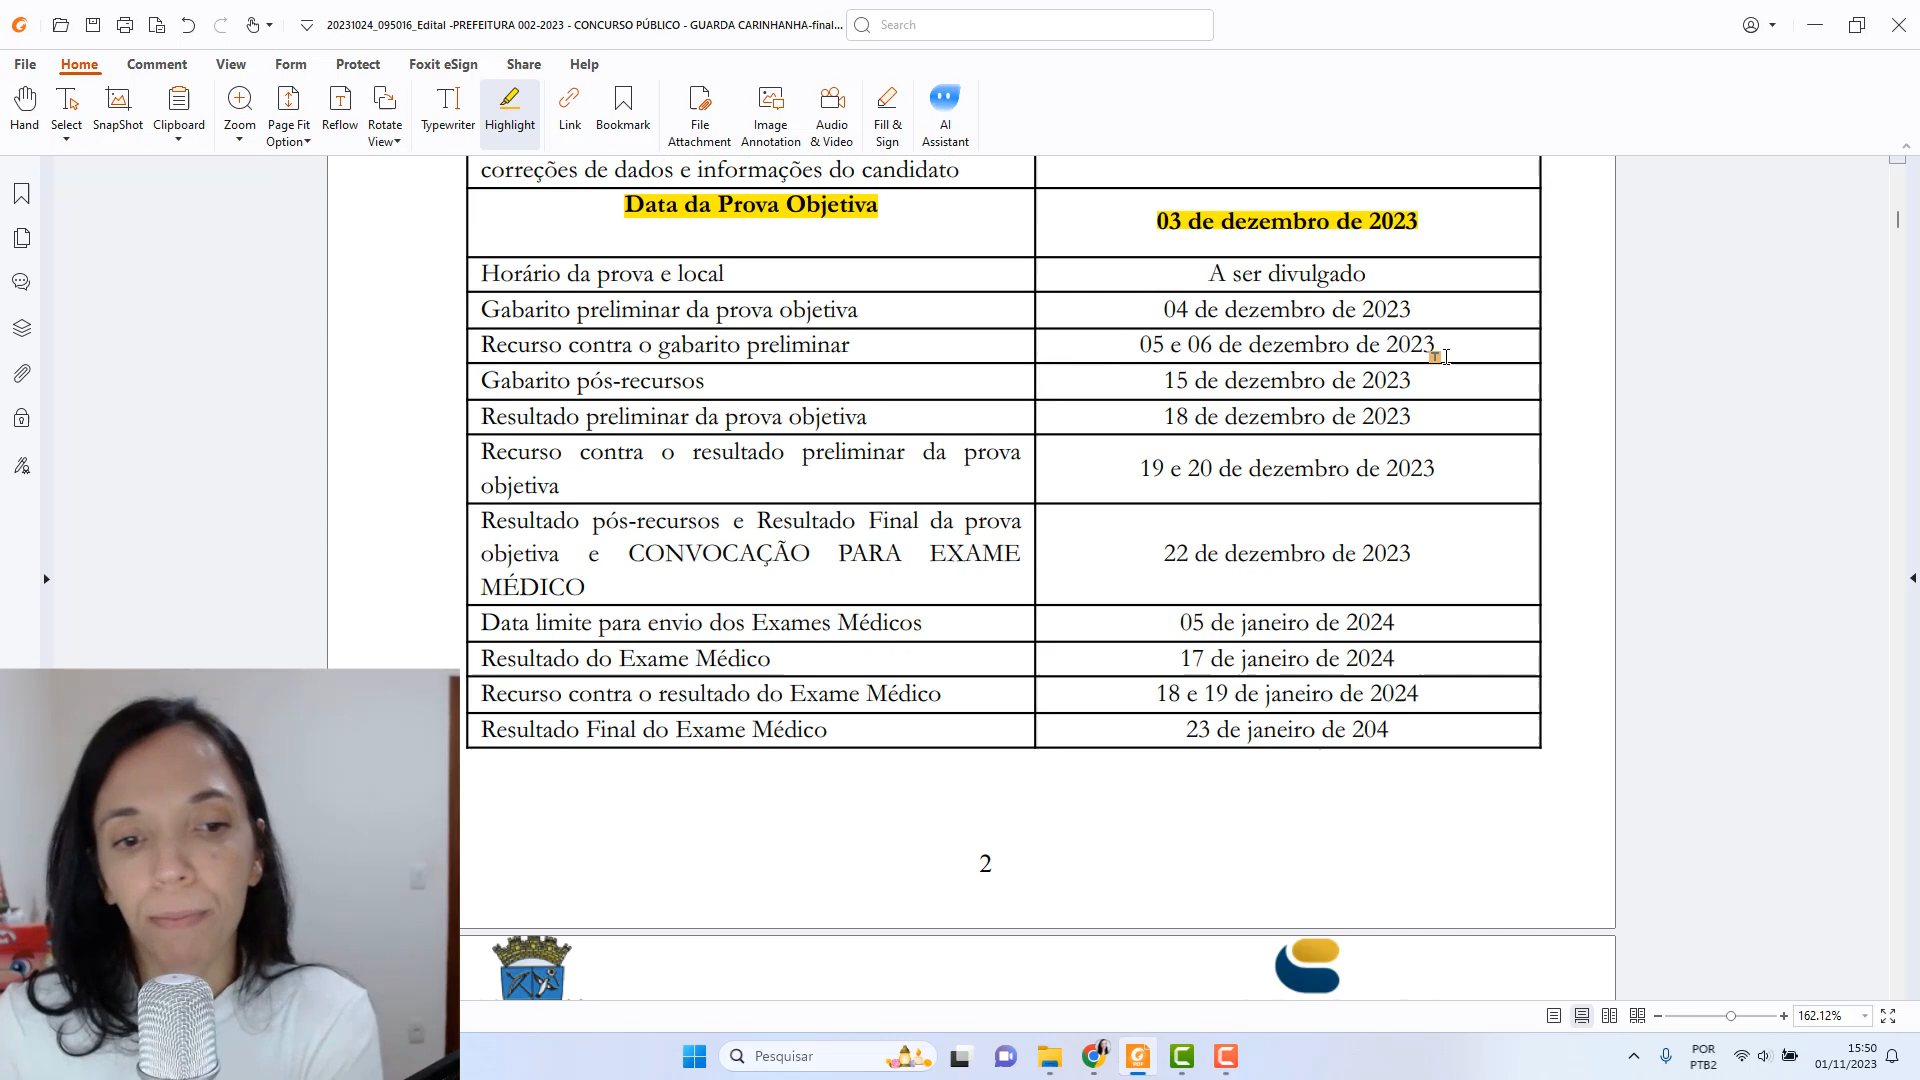 20231024_095016_Edital -PREFEITURA 002-2023 - CONCURSO PÚBLICO - GUARDA CARINHANHA-final...
Search
File Home Comment View Form Protect Foxit eSign Share Help
Hand
Select
SnapShot
Clipboard
Zoom
Page Fit
Option
Reflow
Rotate
View
Typewriter
Highlight
Link
Bookmark
File
Attachment
Image
Annotation
Audio
& Video
Fill &
Sign
AI
Assistant
correções de dados e informações do candidato
Data da Prova Objetiva
03 de dezembro de 2023
Horário da prova e local
A ser divulgado
Gabarito preliminar da prova objetiva
04 de dezembro de 2023
Recurso contra o gabarito preliminar
05 e 06 de dezembro de 2023
Gabarito pós-recursos
15 de dezembro de 2023
Resultado preliminar da prova objetiva
18 de dezembro de 2023
Recurso contra o resultado preliminar da prova
objetiva
19 e 20 de dezembro de 2023
Resultado pós-recursos e Resultado Final da prova
objetiva e CONVOCAÇÃO PARA EXAME
MÉDICO
22 de dezembro de 2023
Data limite para envio dos Exames Médicos
05 de janeiro de 2024
Resultado do Exame Médico
17 de janeiro de 2024
Recurso contra o resultado do Exame Médico
18 e 19 de janeiro de 2024
Resultado Final do Exame Médico
23 de janeiro de 204
2
162.12%
Pesquisar
POR
PTB2
15:50
01/11/2023